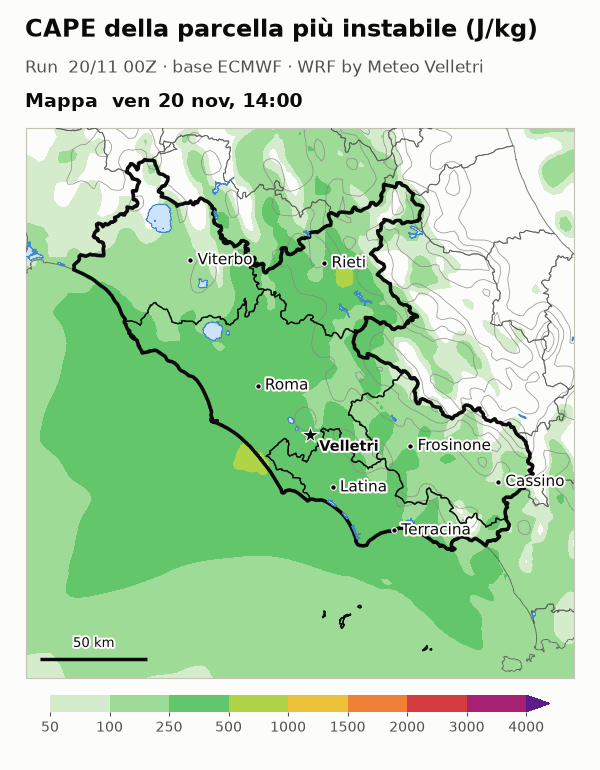 CAPE della parcella più instabile (J/kg)
Run  20/11 00Z · base ECMWF · WRF by Meteo Velletri
Mappa  ven 20 nov, 14:00
Viterbo
Rieti
Roma
Velletri
Frosinone
Cassino
Latina
Terracina
50 km
50 100 250 500 1000 1500 2000 3000 4000